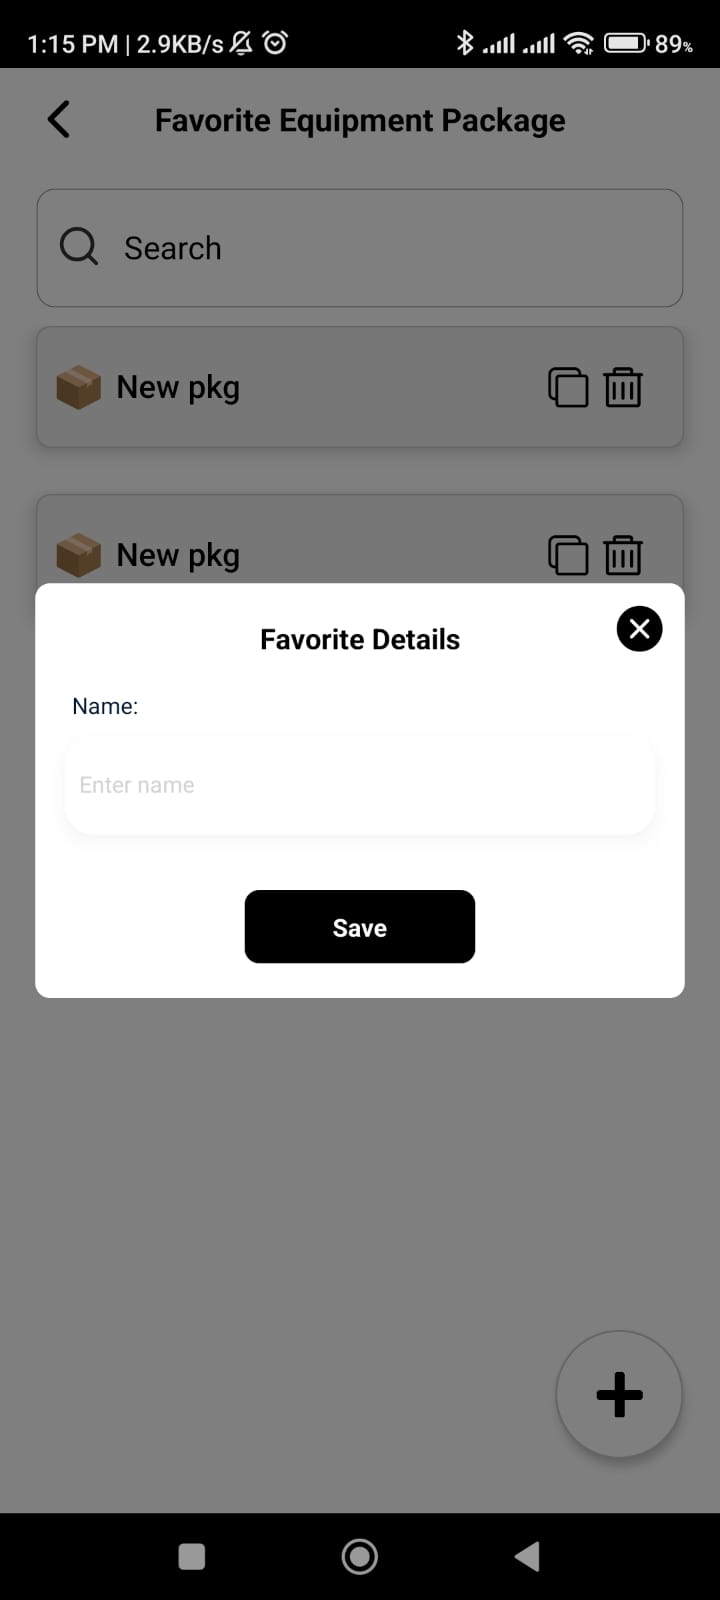 1:15 PM | 2.9KB/s 89%
Favorite Equipment Package
Search
New pkg
New pkg
Favorite Details
Name:
Enter name
Save